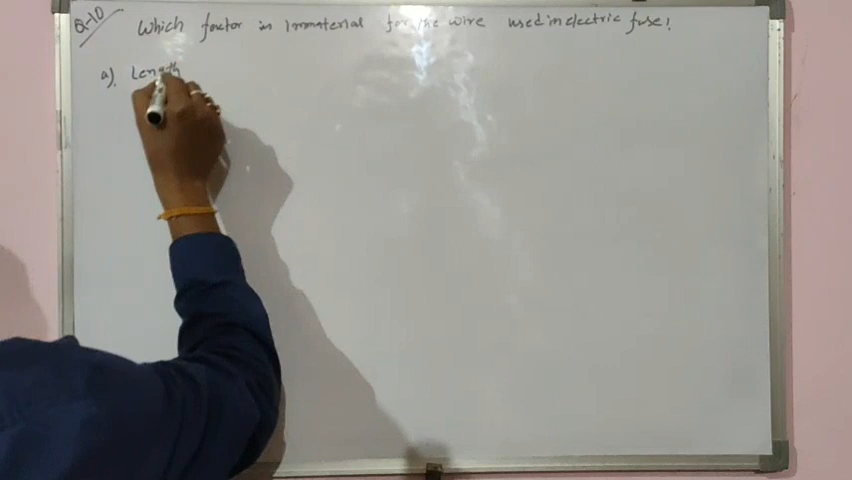 Q-10 Which factor is immaterial for the wire used in electric fuse!
a). Length